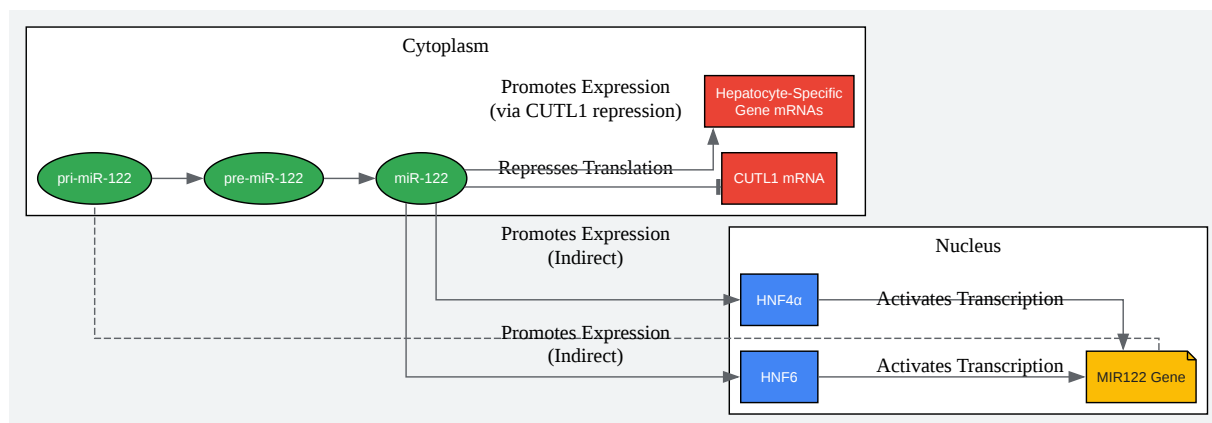 Cytoplasm
Promotes Expression
(via CUTL1 repression)
Hepatocyte-Specific
Gene mRNAs
pri-miR-122
pre-miR-122
miR-122
Represses Translation
CUTL1 mRNA
Promotes Expression
(Indirect)
Nucleus
HNF4α
Activates Transcription
Promotes Expression
(Indirect)
HNF6
Activates Transcription
MIR122 Gene